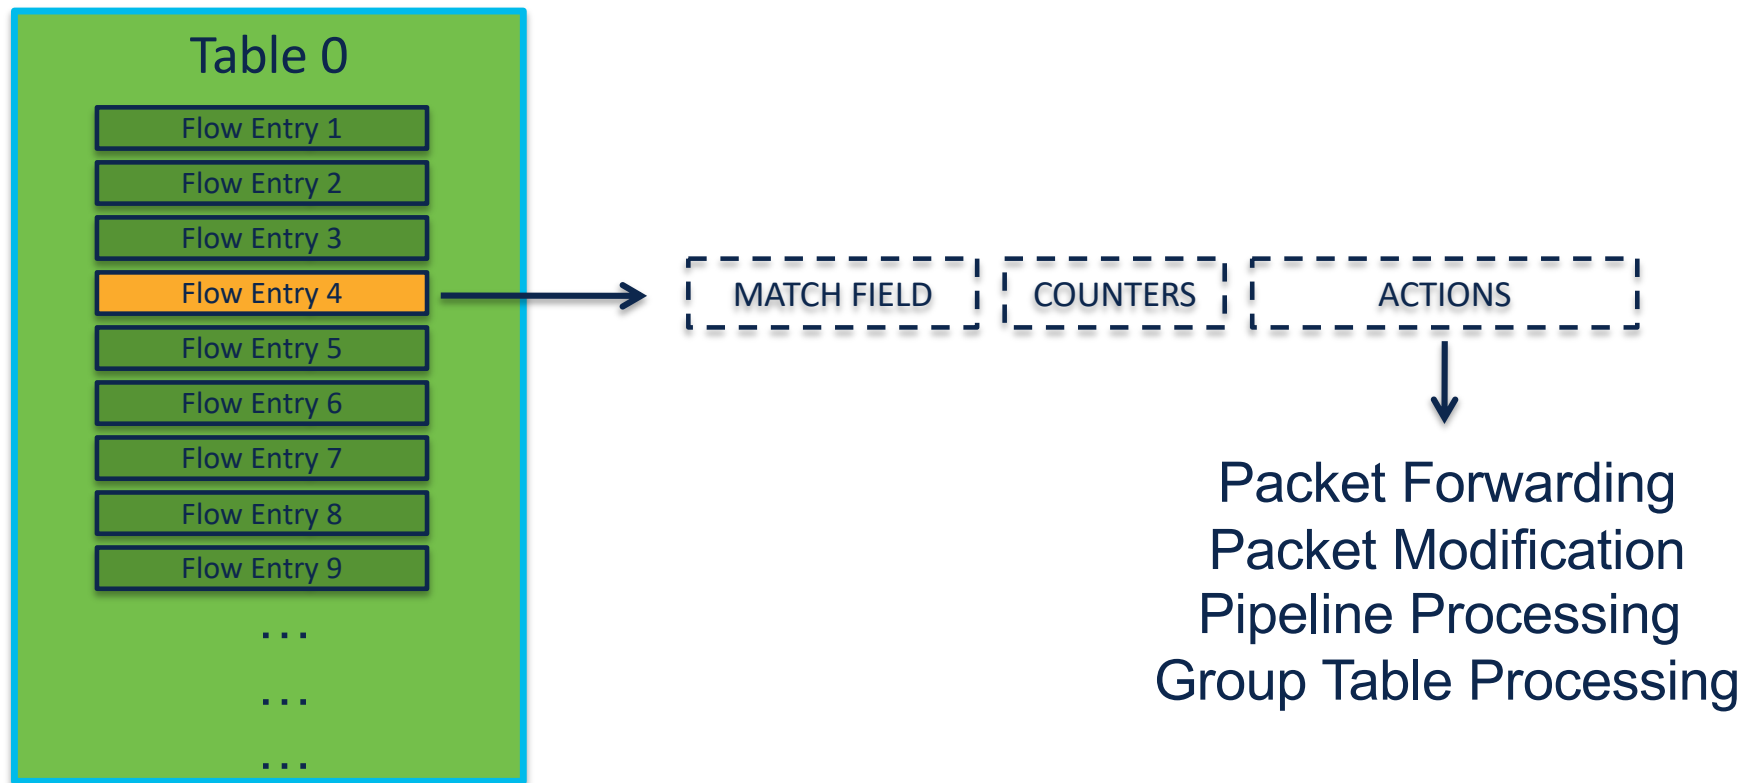 Table 0
Flow Entry 1
Flow Entry 2
Flow Entry 3
Flow Entry 4
Flow Entry 5
Flow Entry 6
Flow Entry 7
Flow Entry 8
Flow Entry 9
...
...
...
MATCH FIELD
COUNTERS
ACTIONS
Packet Forwarding
Packet Modification
Pipeline Processing
Group Table Processing